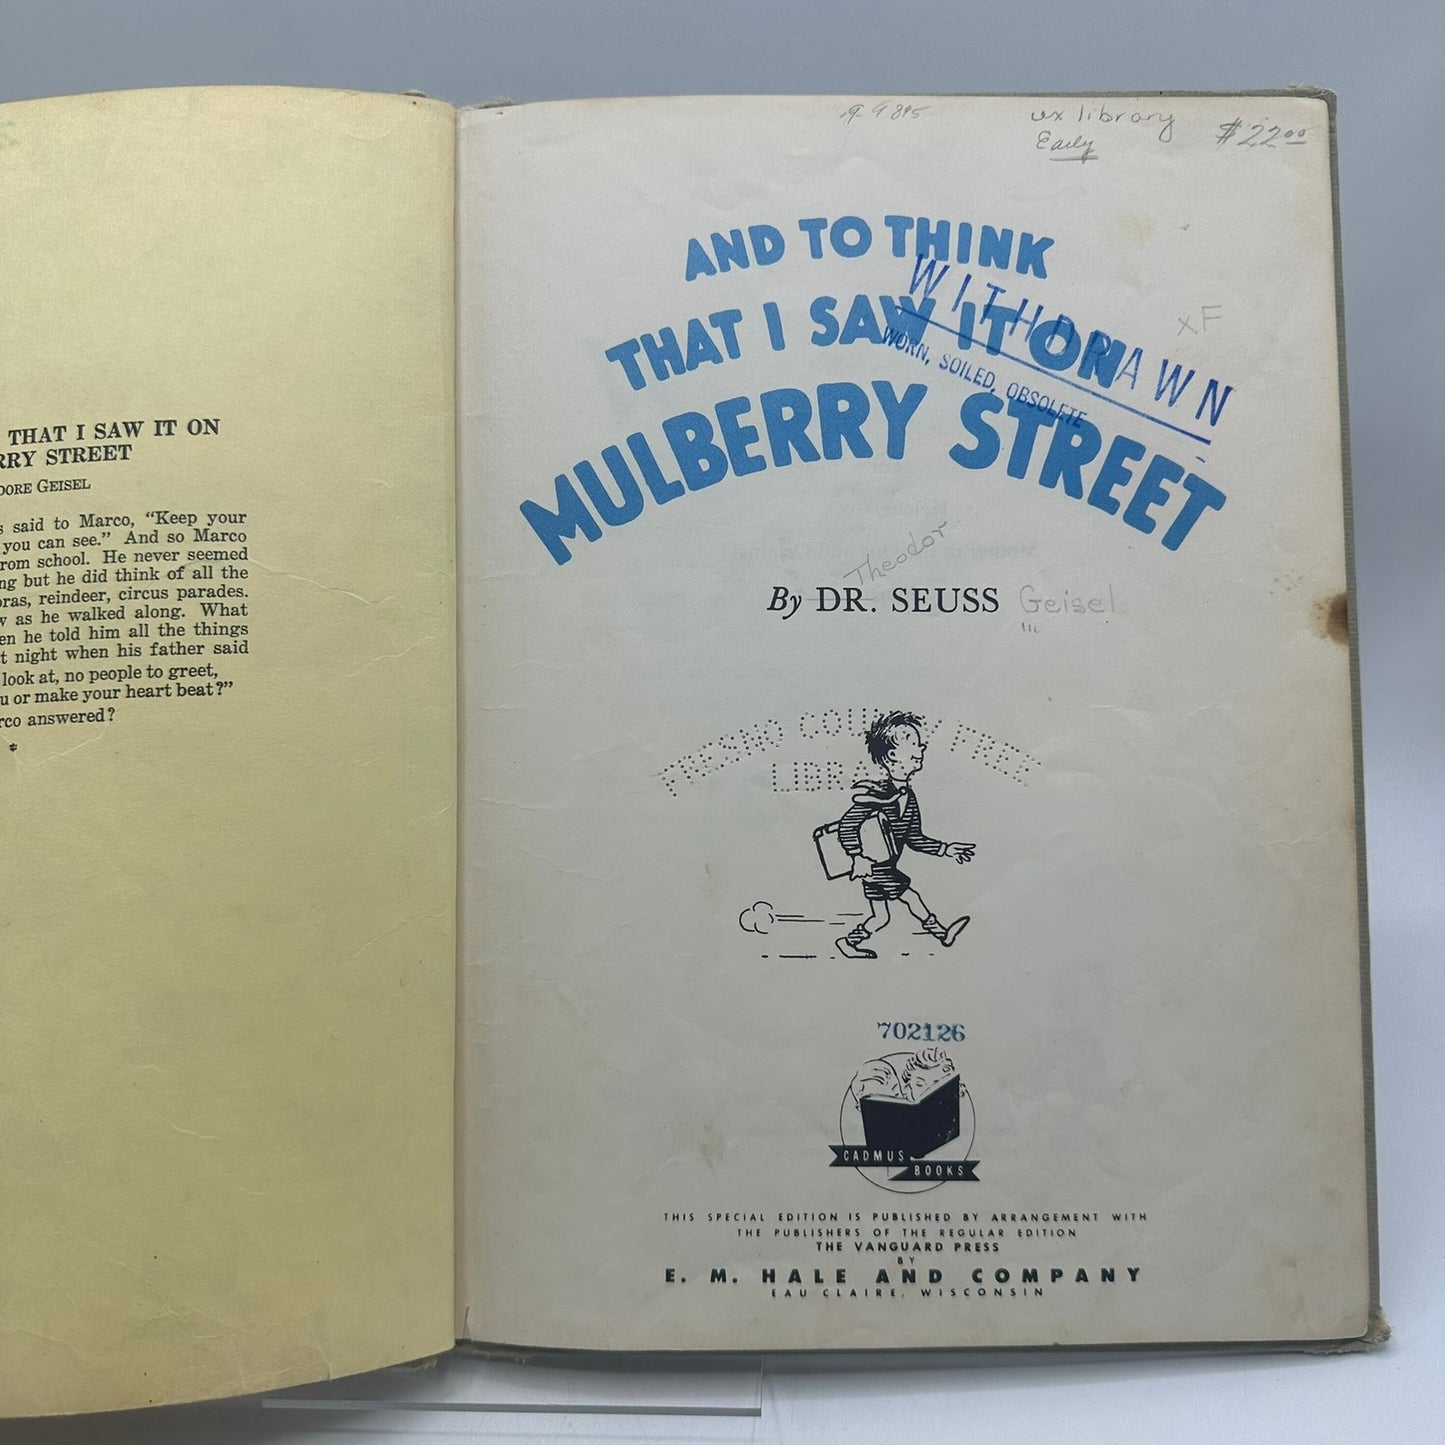 THAT I SAW IT ON
RRY STREET
DORE GEISEL
s said to Marco, "Keep your
you can see." And so Marco
rom school. He never seemed
ng but he did think of all the
bras, reindeer, circus parades.
w as he walked along. What
en he told him all the things
t night when his father said
look at, no people to greet,
u or make your heart beat?"
rco answered?
*
ex library
Early
$22.00
AND TO THINK
THAT I SAW IT ON
MULBERRY STREET
WITHDRAWN
WORN, SOILED, OBSOLETE
XF
Theodor
By DR. SEUSS Geisel
FRESNO COUNTY FREE
LIBRARY
702126
CADMUS
BOOKS
THIS SPECIAL EDITION IS PUBLISHED BY ARRANGEMENT WITH
THE PUBLISHERS OF THE REGULAR EDITION
THE VANGUARD PRESS
BY
E. M. HALE AND COMPANY
EAU CLAIRE, WISCONSIN